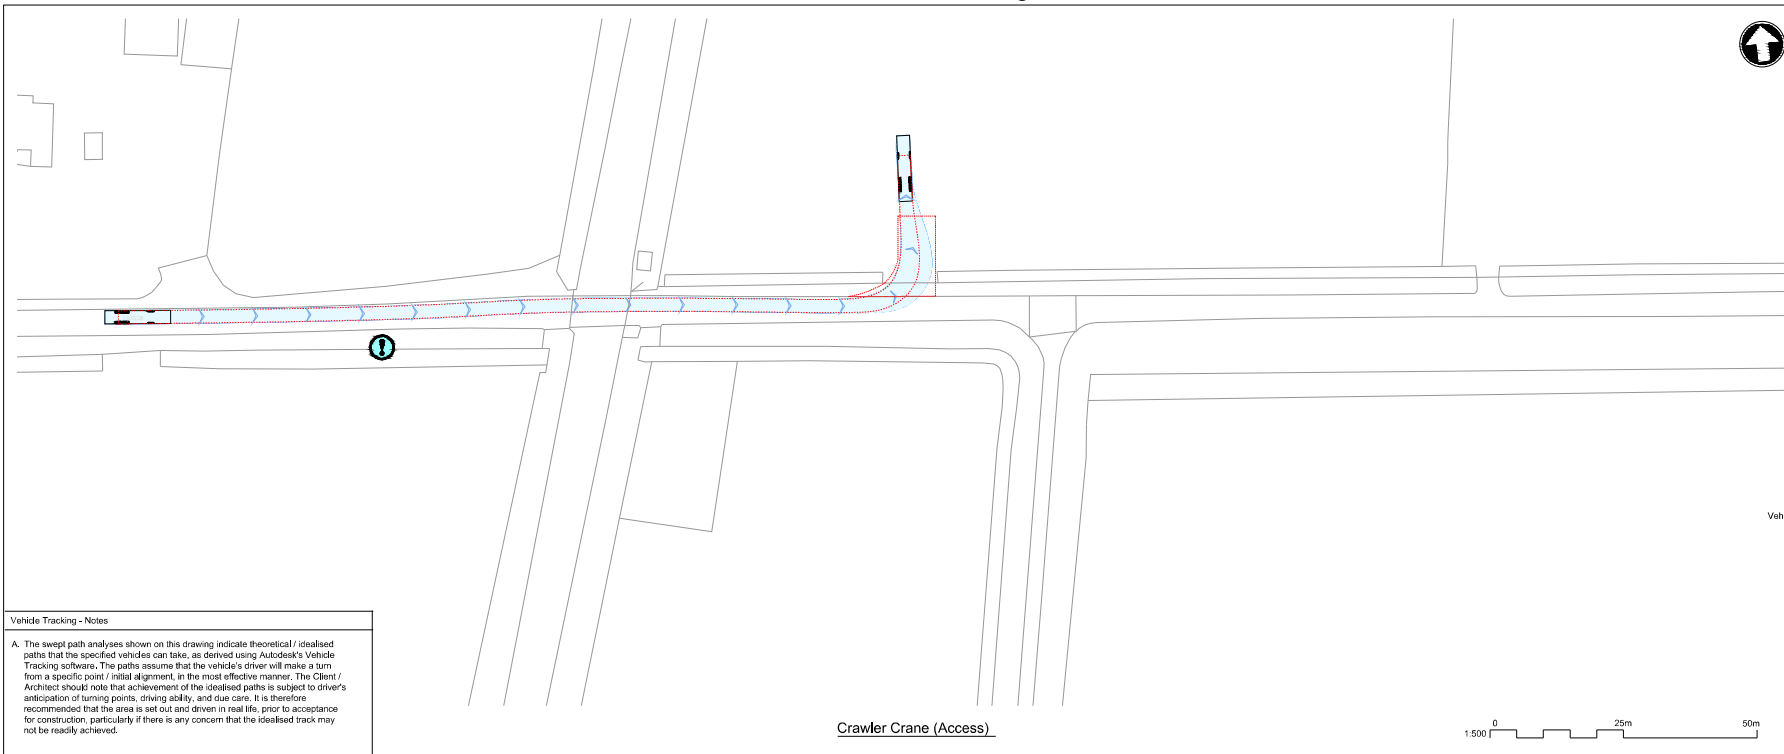 Vehicle Tracking - Notes
A. The swept path analyses shown on this drawing indicate theoretical / idealised
paths that the specified vehicles can take, as derived using Autodesk's Vehicle
Tracking software. The paths assume that the vehicle's driver will make a turn
from a specific point / initial alignment, in the most effective manner. The Client /
Architect should note that achievement of the idealised paths is subject to driver's
anticipation of turning points, driving ability, and due care. It is therefore
recommended that the area is set out and driven in real life, prior to acceptance
for construction, particularly if there is any concern that the idealised track may
not be readily achieved.
Crawler Crane (Access)
1:500
0 25m 50m
Veh